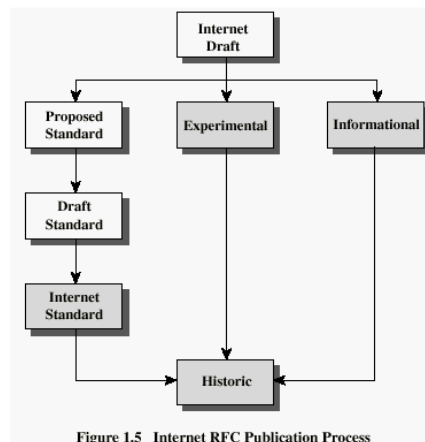 Internet
Draft
Proposed
Standard
Experimental
Informational
Draft
Standard
Internet
Standard
Historic
Figure 1.5 Internet RFC Publication Process